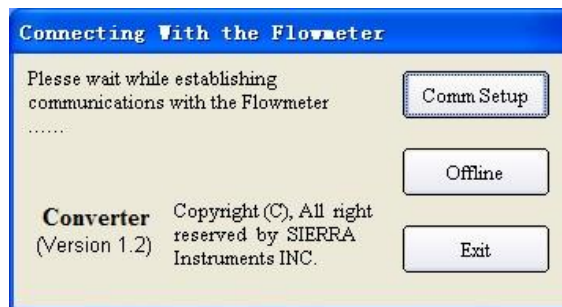 Connecting With the Flowmeter
Plesse wait while establishing
communications with the Flowmeter
......
Comm Setup
Offline
Converter
(Version 1.2)
Copyright (C), All right
reserved by SIERRA
Instruments INC.
Exit